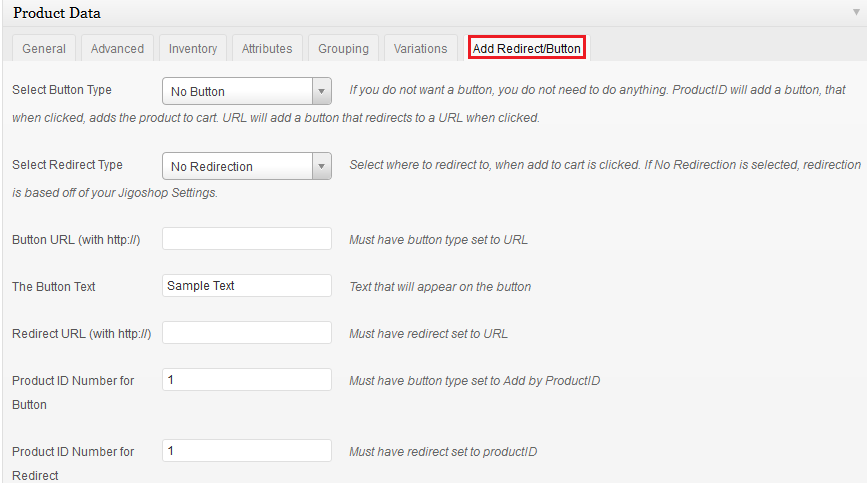 Product Data
General Advanced Inventory Attributes Grouping Variations Add Redirect/Button
Select Button Type No Button If you do not want a button, you do not need to do anything. ProductID will add a button, that
when clicked, adds the product to cart. URL will add a button that redirects to a URL when clicked.
Select Redirect Type No Redirection Select where to redirect to, when add to cart is clicked. If No Redirection is selected, redirection
is based off of your Jigoshop Settings.
Button URL (with http://) Must have button type set to URL
The Button Text Sample Text Text that will appear on the button
Redirect URL (with http://) Must have redirect set to URL
Product ID Number for 1 Must have button type set to Add by ProductID
Button
Product ID Number for 1 Must have redirect set to productID
Redirect